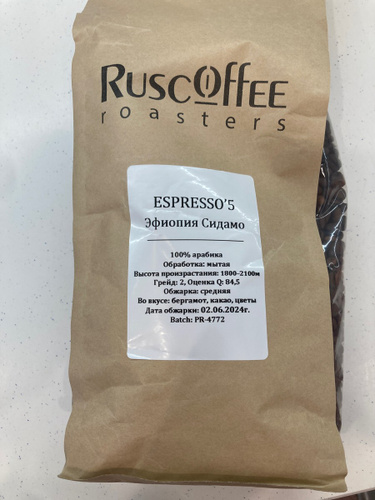 RUSCOFFEE
roasters
ESPRESSO'5
Эфиопия Сидамо
100% арабика
Обработка: мытая
Высота произрастания: 1800-2100м
Грейд: 2, Оценка Q: 84,5
Обжарка: средняя
Во вкусе: бергамот, какао, цветы
Дата обжарки: 02.06.2024г.
Batch: PR-4772